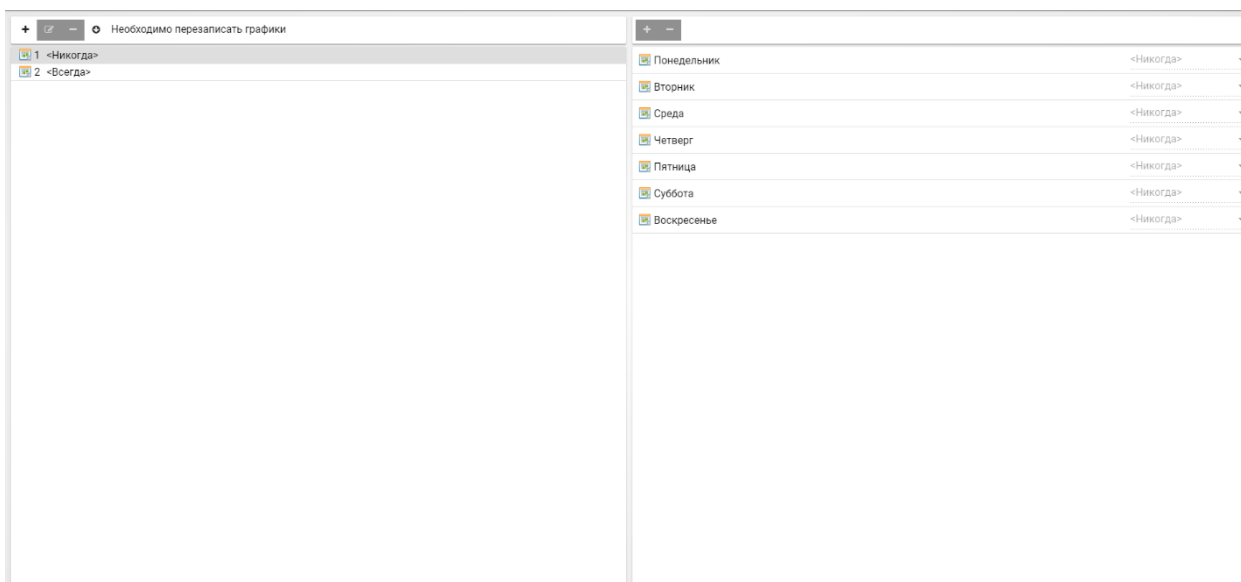 Необходимо перезаписать графики
1 <Никогда>
2 <Всегда>
Понедельник <Никогда>
Вторник <Никогда>
Среда <Никогда>
Четверг <Никогда>
Пятница <Никогда>
Суббота <Никогда>
Воскресенье <Никогда>